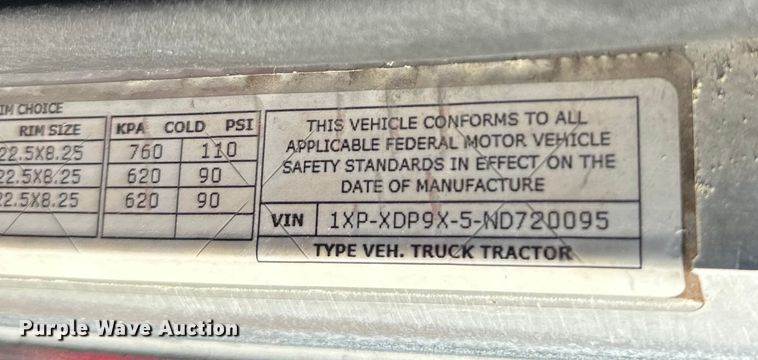 IM CHOICE
RIM SIZE KPA COLD PSI
22.5X8.25 760 110
22.5X8.25 620 90
22.5X8.25 620 90
THIS VEHICLE CONFORMS TO ALL
APPLICABLE FEDERAL MOTOR VEHICLE
SAFETY STANDARDS IN EFFECT ON THE
DATE OF MANUFACTURE
VIN 1XP-XDP9X-5-ND720095
TYPE VEH. TRUCK TRACTOR
Purple Wave Auction